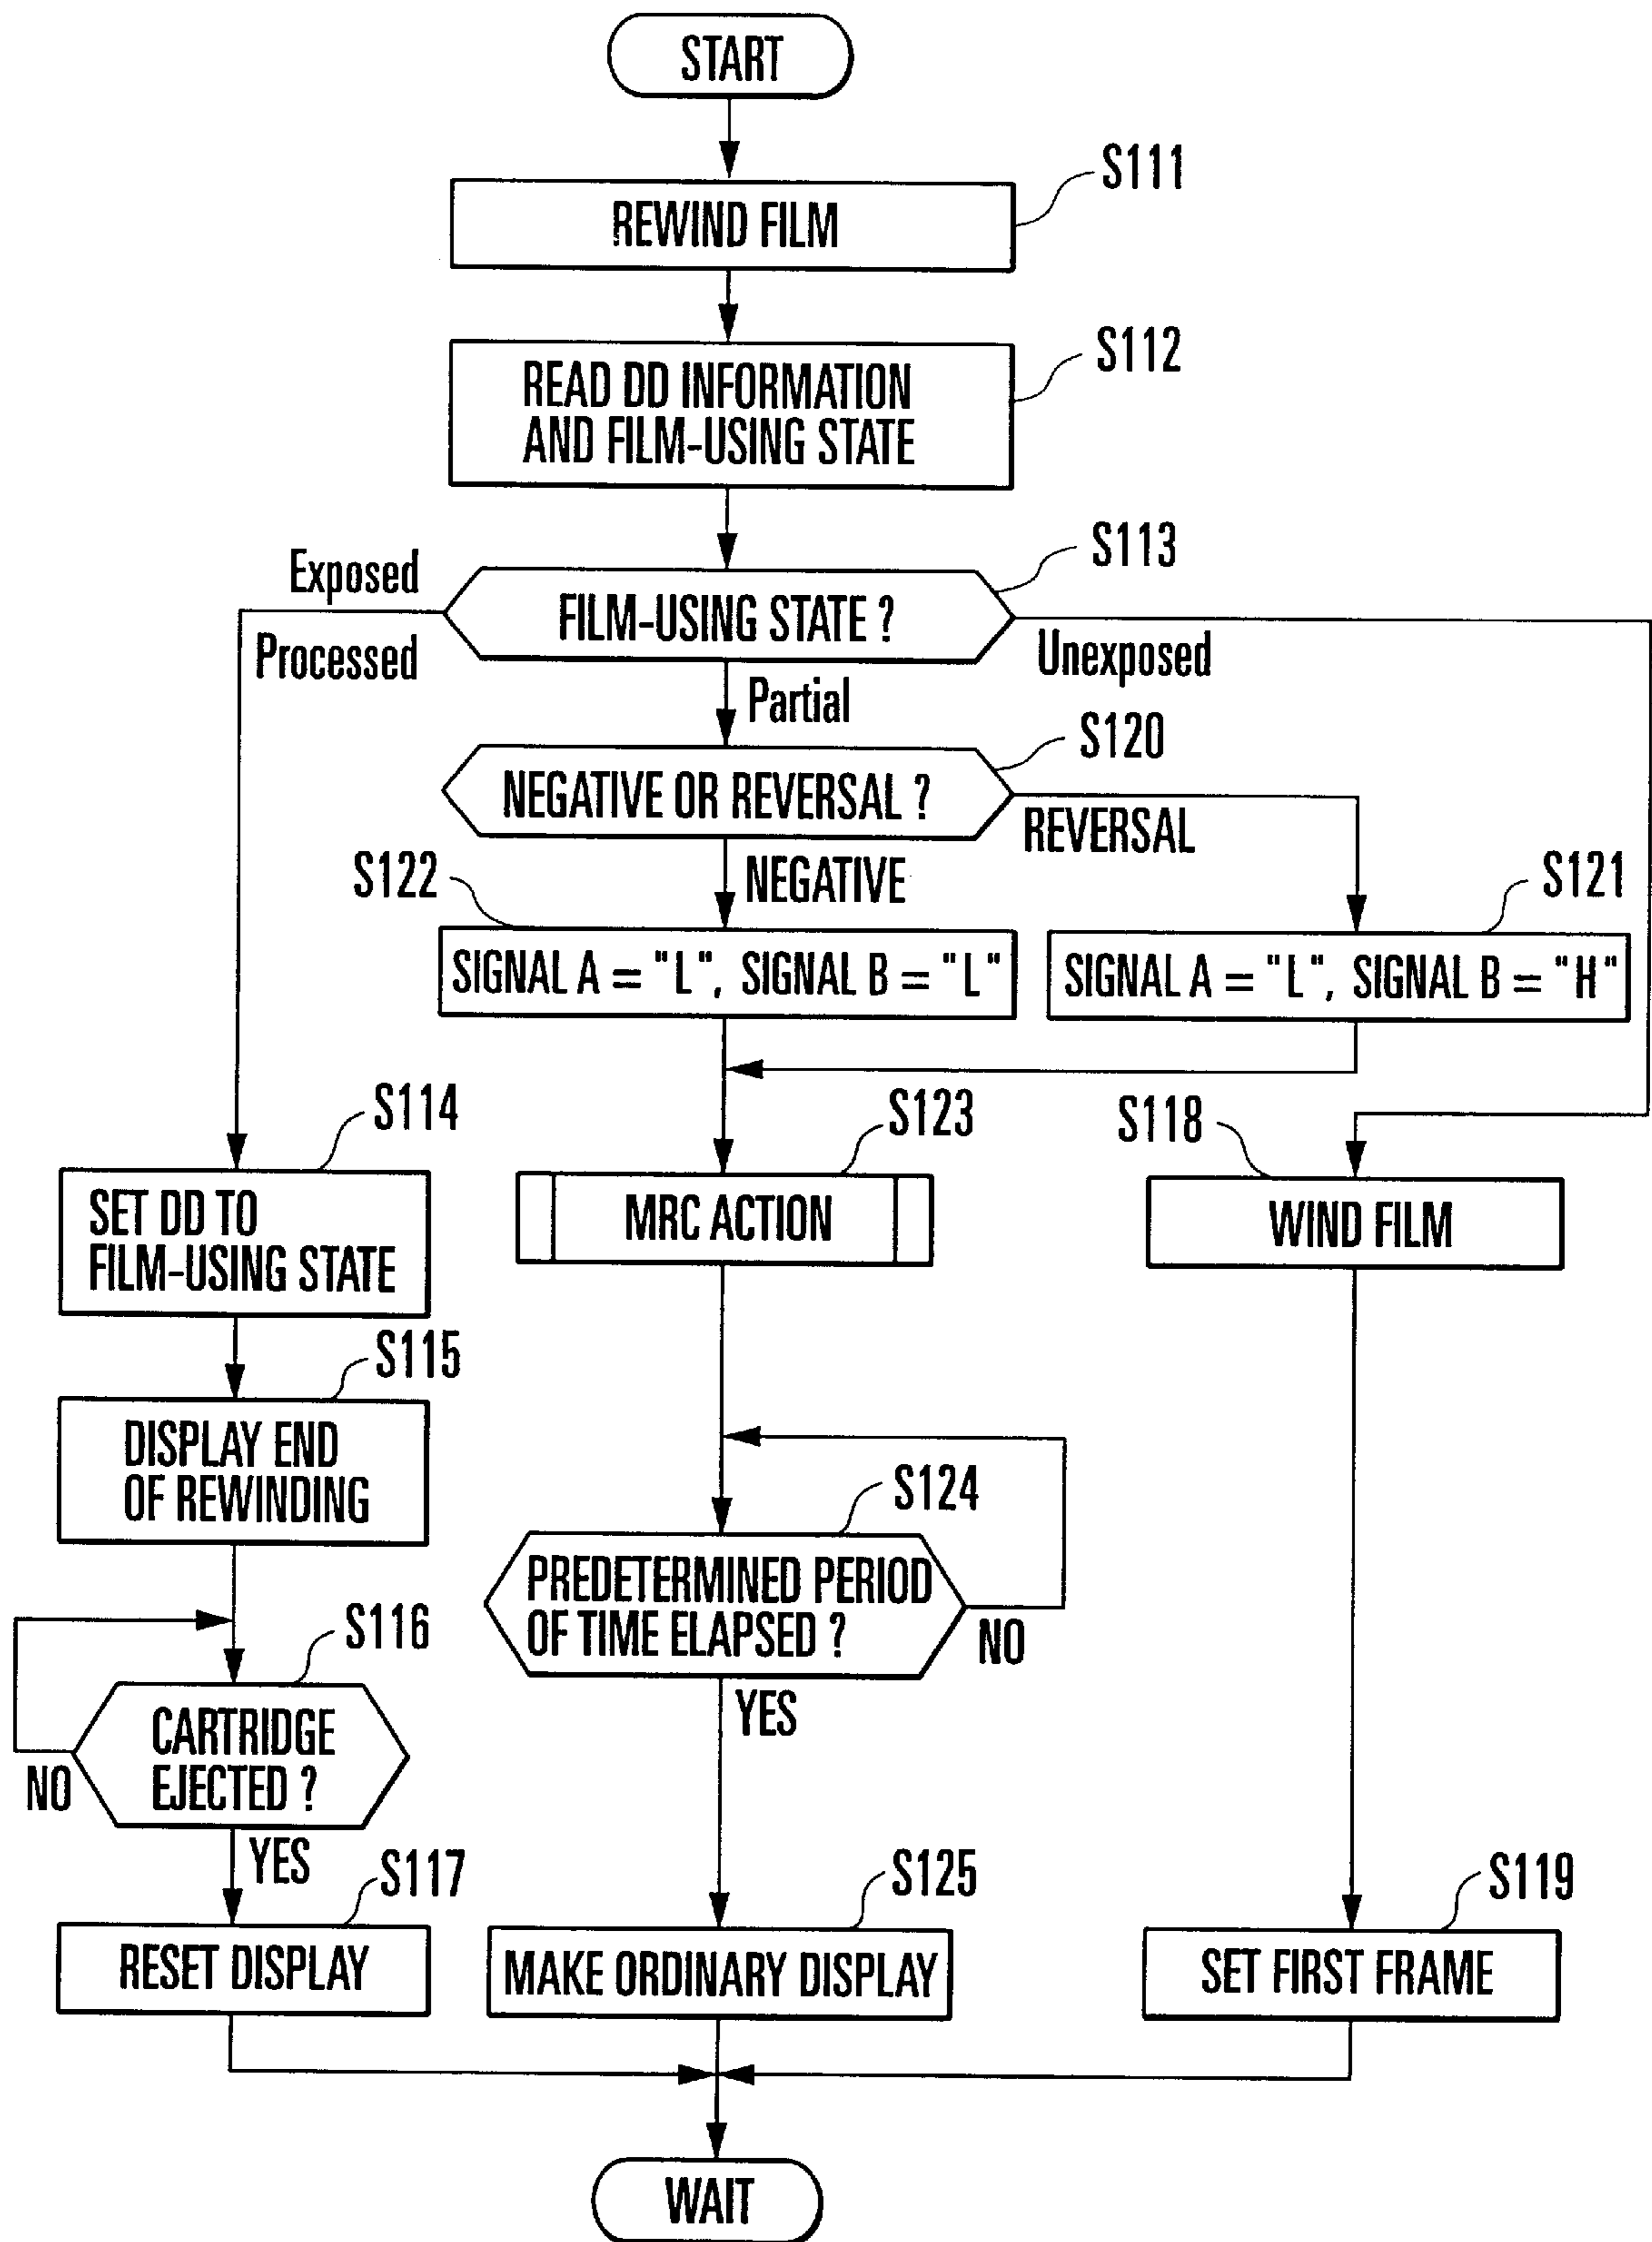 START
S111
REWIND FILM
S112
READ DD INFORMATION
AND FILM-USING STATE
S113
Exposed
FILM-USING STATE ?
Processed
Unexposed
Partial
S120
NEGATIVE OR REVERSAL ?
REVERSAL
S122
NEGATIVE
S121
SIGNAL A = "L", SIGNAL B = "L"
SIGNAL A = "L", SIGNAL B = "H"
S114
S123
S118
SET DD TO
FILM-USING STATE
MRC ACTION
WIND FILM
S115
DISPLAY END
OF REWINDING
S124
PREDETERMINED PERIOD
OF TIME ELAPSED ?
NO
S116
CARTRIDGE
EJECTED ?
NO
YES
YES
S117
S125
S119
RESET DISPLAY
MAKE ORDINARY DISPLAY
SET FIRST FRAME
WAIT